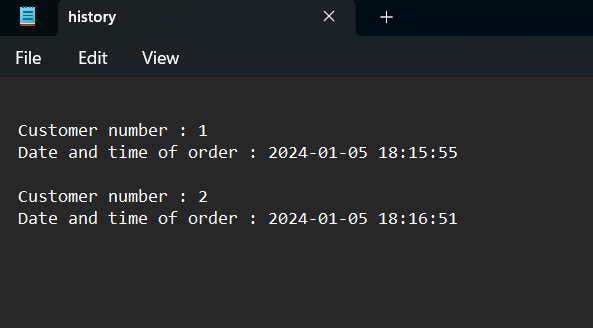 history
File Edit View
Customer number : 1
Date and time of order : 2024-01-05 18:15:55
Customer number : 2
Date and time of order : 2024-01-05 18:16:51